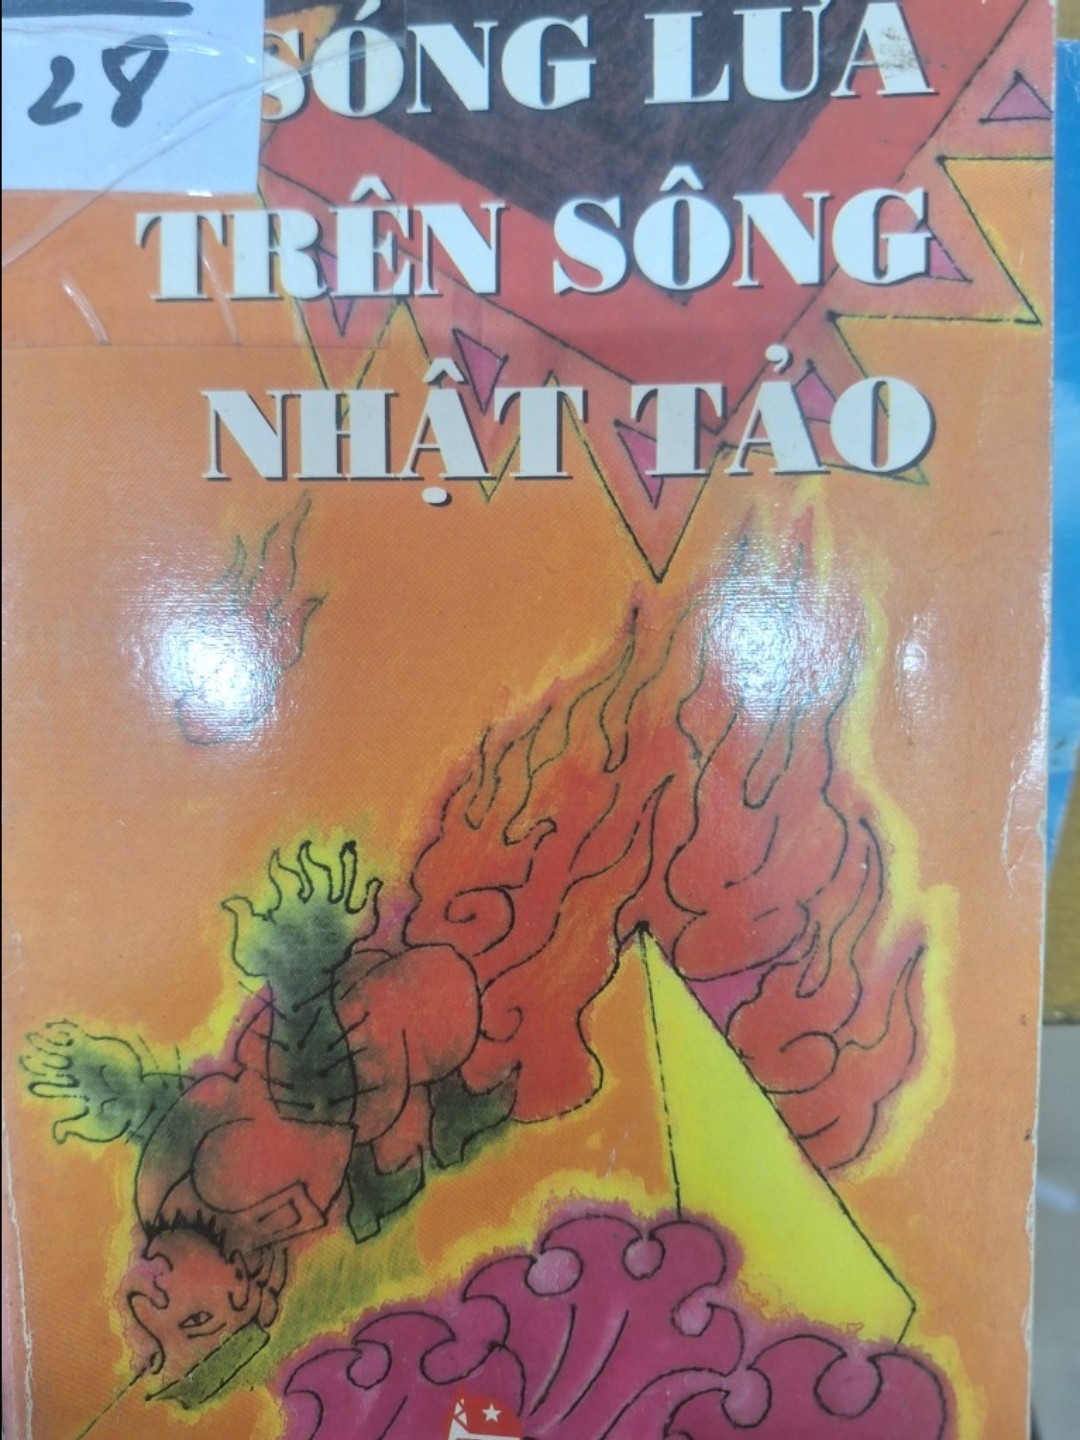 28
SÓNG LỬA
TRÊN SÔNG
NHẬT TẢO